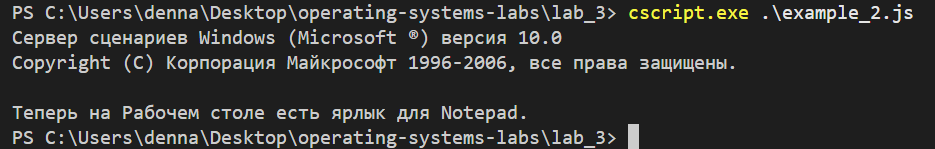 PS C:\Users\denna\Desktop\operating-systems-labs\lab_3> cscript.exe .\example_2.js
Сервер сценариев Windows (Microsoft ®) версия 10.0
Copyright (C) Корпорация Майкрософт 1996-2006, все права защищены.
Теперь на Рабочем столе есть ярлык для Notepad.
PS C:\Users\denna\Desktop\operating-systems-labs\lab_3>